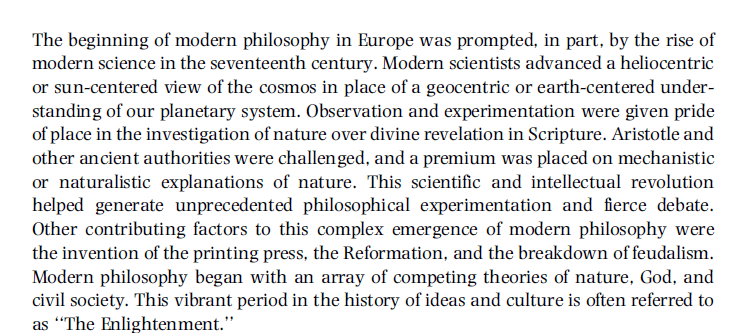 The beginning of modern philosophy in Europe was prompted, in part, by the rise of
modern science in the seventeenth century. Modern scientists advanced a heliocentric
or sun-centered view of the cosmos in place of a geocentric or earth-centered under-
standing of our planetary system. Observation and experimentation were given pride
of place in the investigation of nature over divine revelation in Scripture. Aristotle and
other ancient authorities were challenged, and a premium was placed on mechanistic
or naturalistic explanations of nature. This scientific and intellectual revolution
helped generate unprecedented philosophical experimentation and fierce debate.
Other contributing factors to this complex emergence of modern philosophy were
the invention of the printing press, the Reformation, and the breakdown of feudalism.
Modern philosophy began with an array of competing theories of nature, God, and
civil society. This vibrant period in the history of ideas and culture is often referred to
as ‘‘The Enlightenment.’’